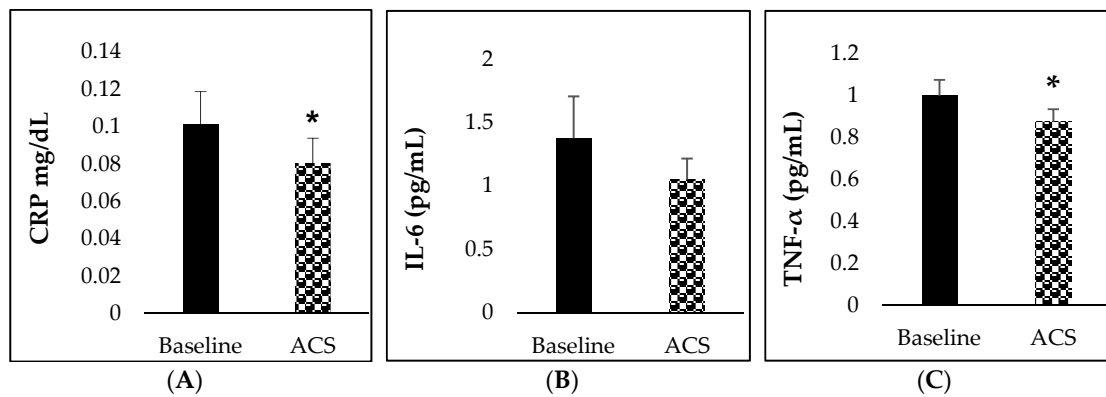 CRP mg/dL
0.14
0.12
0.1
0.08
0.06
0.04
0.02
0
*
Baseline ACS
(A)
IL-6 (pg/mL)
2
1.5
1
0.5
0
Baseline ACS
(B)
TNF-α (pg/mL)
1.2
1
0.8
0.6
0.4
0.2
0
*
Baseline ACS
(C)